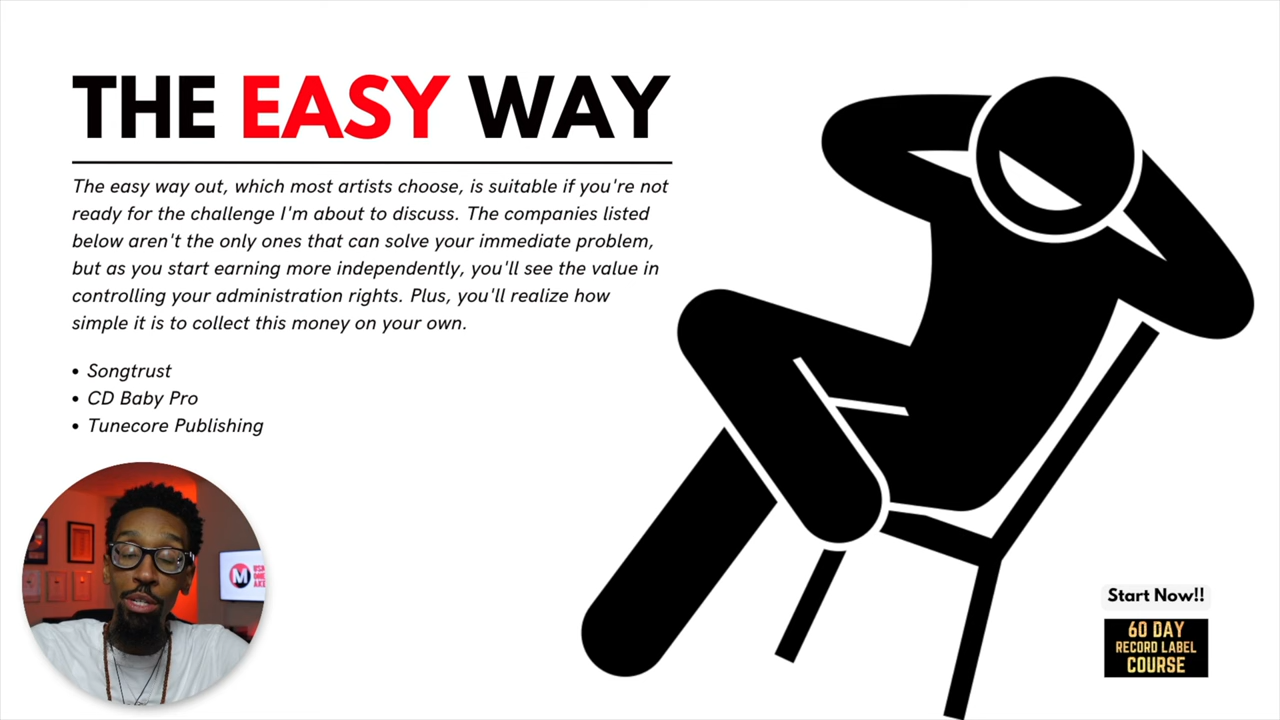 THE EASY WAY
The easy way out, which most artists choose, is suitable if you're not
ready for the challenge I'm about to discuss. The companies listed
below aren't the only ones that can solve your immediate problem,
but as you start earning more independently, you'll see the value in
controlling your administration rights. Plus, you'll realize how
simple it is to collect this money on your own.
• Songtrust
• CD Baby Pro
• Tunecore Publishing
M
Start Now!!
60 DAY
RECORD LABEL
COURSE